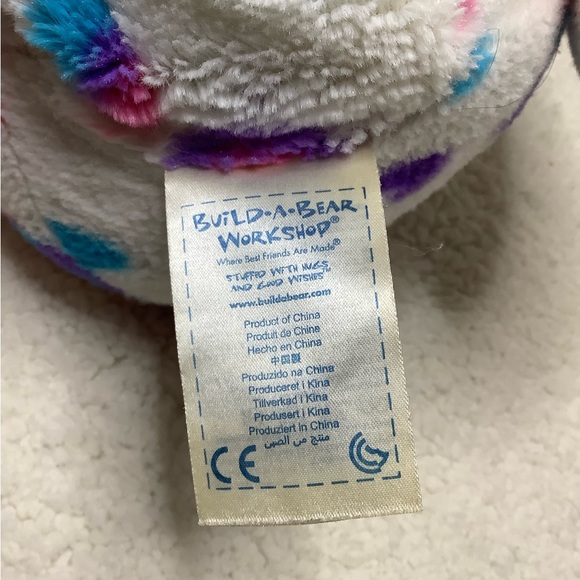 BUILD-A-BEAR
WORKSHOP®
Where Best Friends Are Made®
STUFFED WITH HUGS
AND GOOD WISHES™
www.buildabear.com
Product of China
Produit de Chine
Hecho en China
中国製
Produzido na China
Produceret i Kina
Tillverkad i Kina
Produsert i Kina
Produziert in China
منتج من الصين
CE